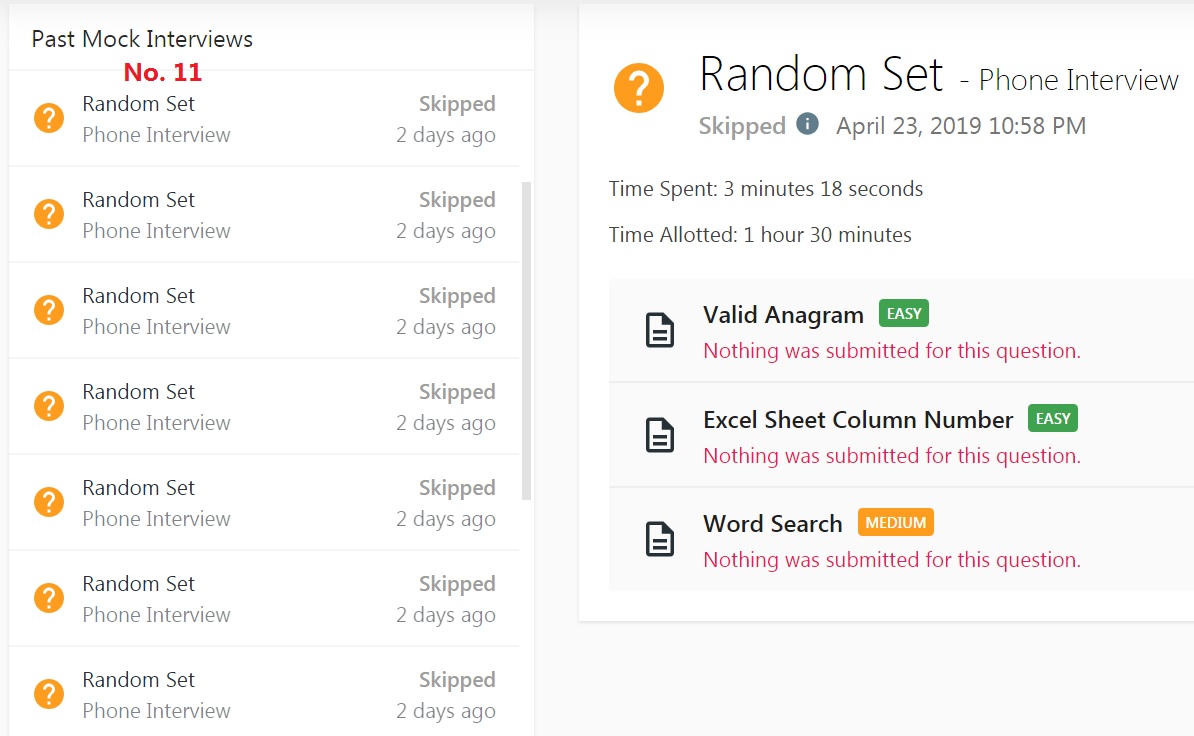 Past Mock Interviews
No. 11
Random Set Skipped
Phone Interview 2 days ago
Random Set Skipped
Phone Interview 2 days ago
Random Set Skipped
Phone Interview 2 days ago
Random Set Skipped
Phone Interview 2 days ago
Random Set Skipped
Phone Interview 2 days ago
Random Set Skipped
Phone Interview 2 days ago
Random Set Skipped
Phone Interview 2 days ago
Random Set - Phone Interview
Skipped April 23, 2019 10:58 PM
Time Spent: 3 minutes 18 seconds
Time Allotted: 1 hour 30 minutes
Valid Anagram EASY
Nothing was submitted for this question.
Excel Sheet Column Number EASY
Nothing was submitted for this question.
Word Search MEDIUM
Nothing was submitted for this question.